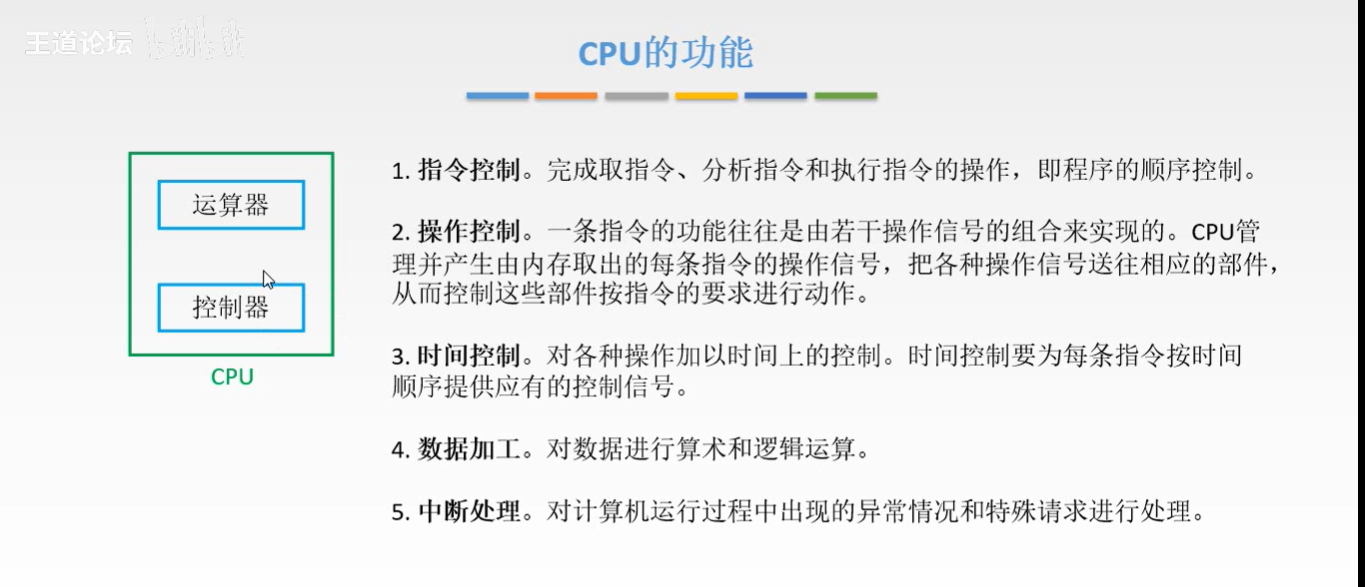 王道论坛
bilibili
CPU的功能
运算器
控制器
CPU
1. 指令控制。完成取指令、分析指令和执行指令的操作，即程序的顺序控制。
2. 操作控制。一条指令的功能往往是由若干操作信号的组合来实现的。CPU管
理并产生由内存取出的每条指令的操作信号，把各种操作信号送往相应的部件，
从而控制这些部件按指令的要求进行动作。
3. 时间控制。对各种操作加以时间上的控制。时间控制要为每条指令按时间
顺序提供应有的控制信号。
4. 数据加工。对数据进行算术和逻辑运算。
5. 中断处理。对计算机运行过程中出现的异常情况和特殊请求进行处理。